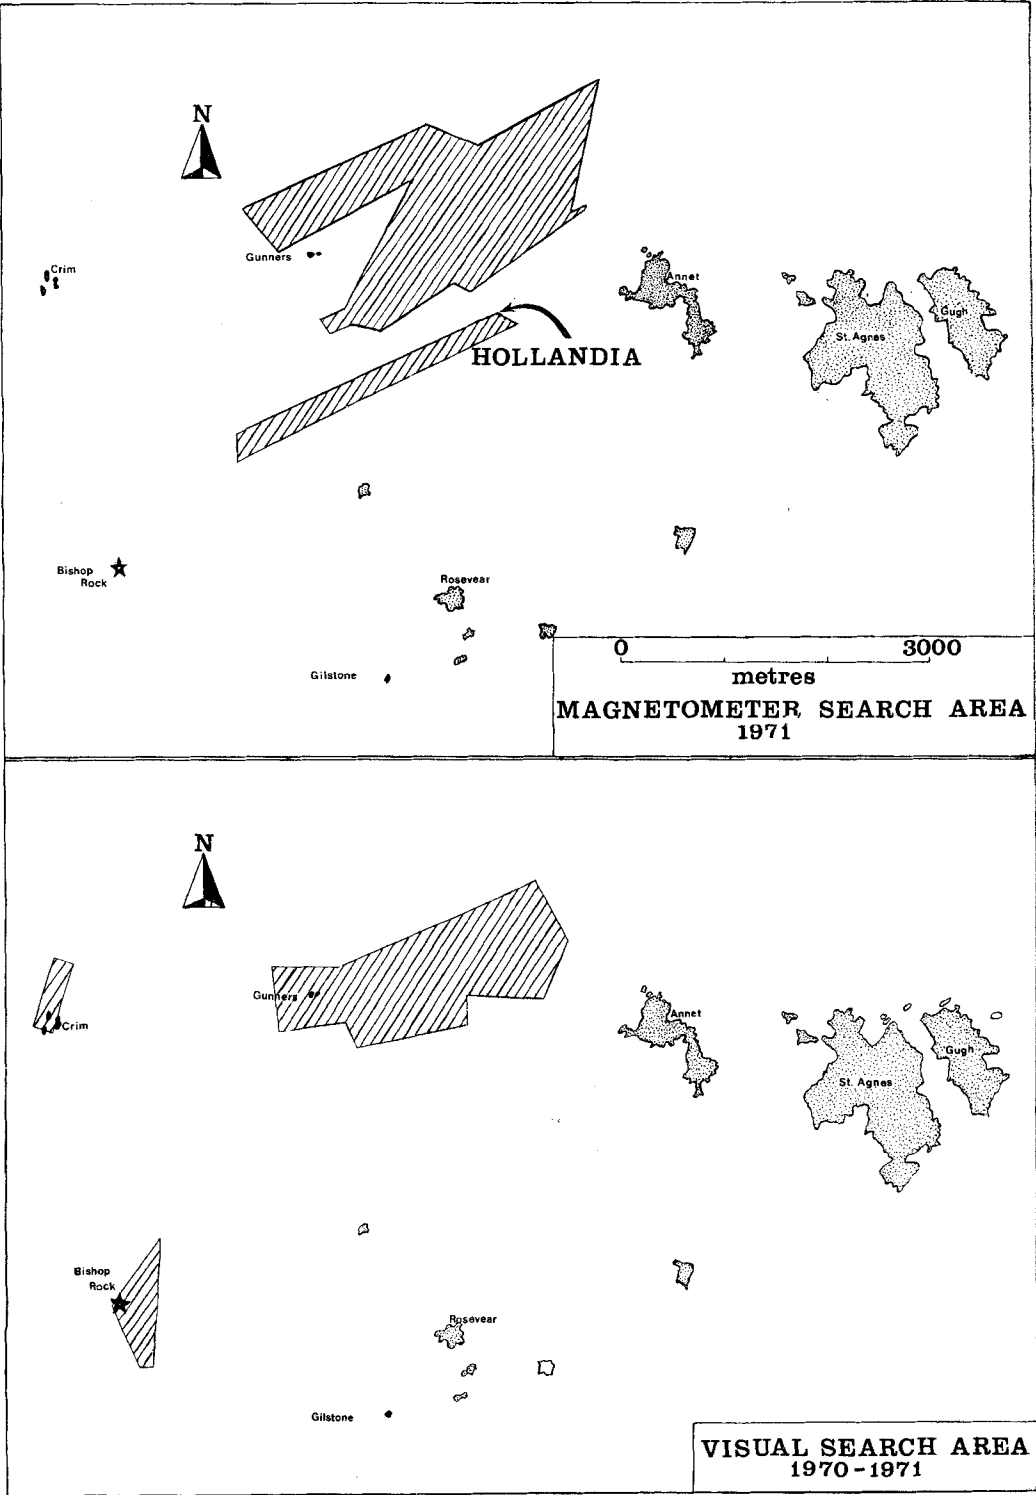 N
Gunners
Crim
Annet
Gugh
St. Agnes
HOLLANDIA
Bishop
Rock
Rosevear
Gilstone
0 3000
metres
MAGNETOMETER SEARCH AREA
1971
N
Gunners
Crim
Annet
Gugh
St. Agnes
Bishop
Rock
Rosevear
Gilstone
VISUAL SEARCH AREA
1970-1971